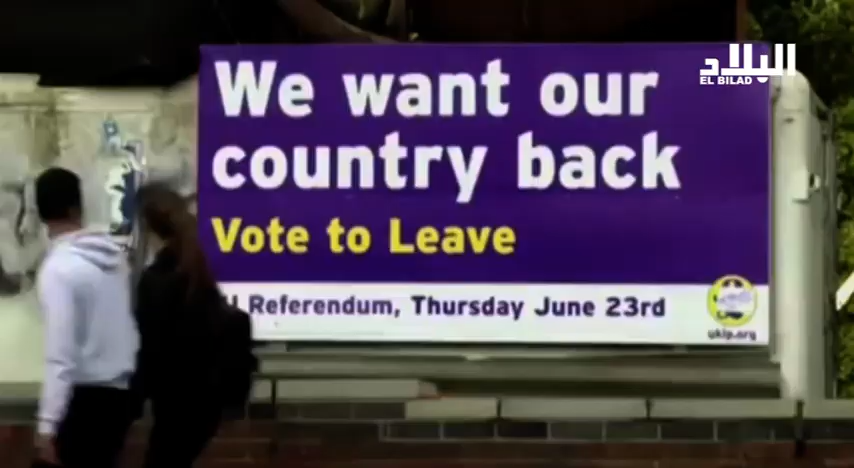 البلاد
EL BILAD
We want our
country back
Vote to Leave
Referendum, Thursday June 23rd
ukip.org